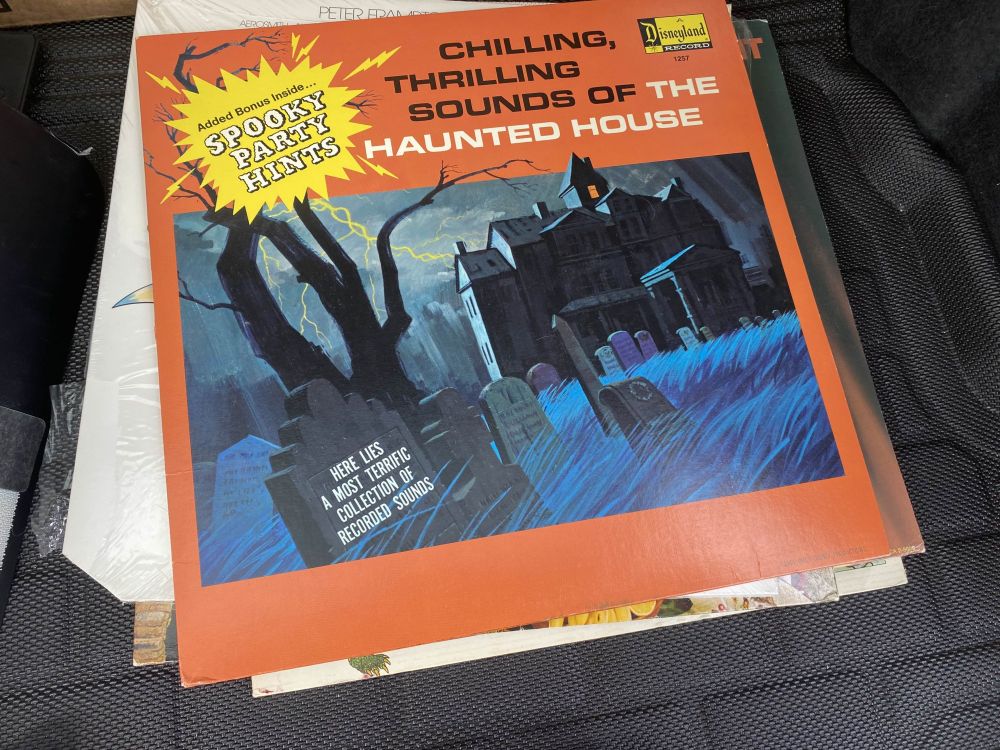 PETER FRAMPT
AEROSMITH
A
Disneyland
RECORD
1257
CHILLING,
THRILLING
SOUNDS OF THE
HAUNTED HOUSE
Added Bonus Inside...
SPOOKY
PARTY
HINTS
HERE LIES
A MOST TERRIFIC
COLLECTION OF
RECORDED SOUNDS